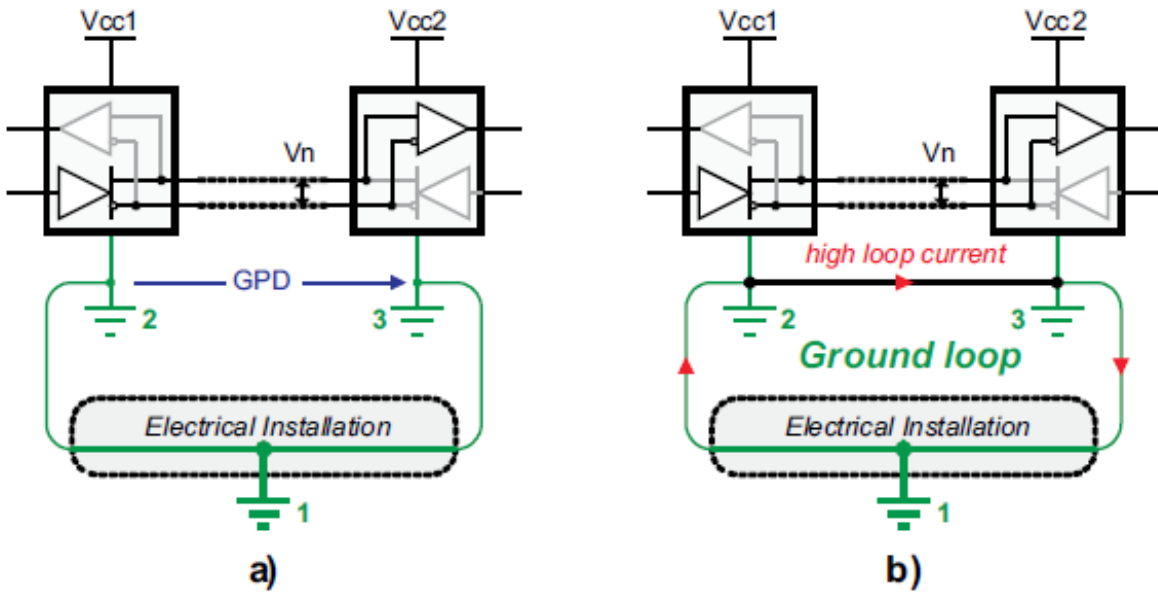 Vcc1
Vcc2
Vn
GPD
2
3
Electrical Installation
1
a)
Vcc1
Vcc2
Vn
high loop current
2
3
Ground loop
Electrical Installation
1
b)